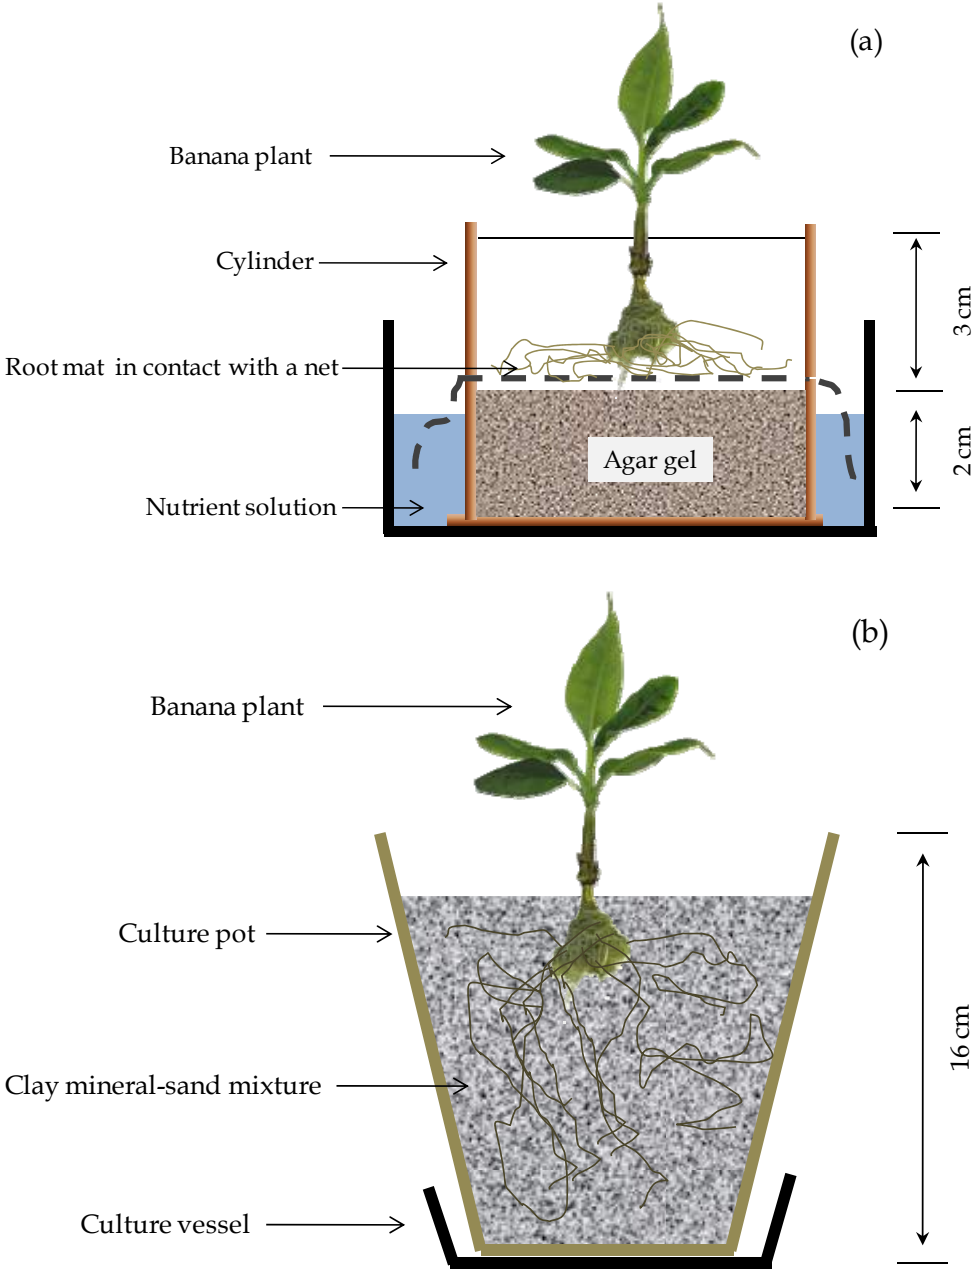 (a)
Banana plant
Cylinder
3 cm
Root mat in contact with a net
2 cm
Agar gel
Nutrient solution
(b)
Banana plant
Culture pot
16 cm
Clay mineral-sand mixture
Culture vessel